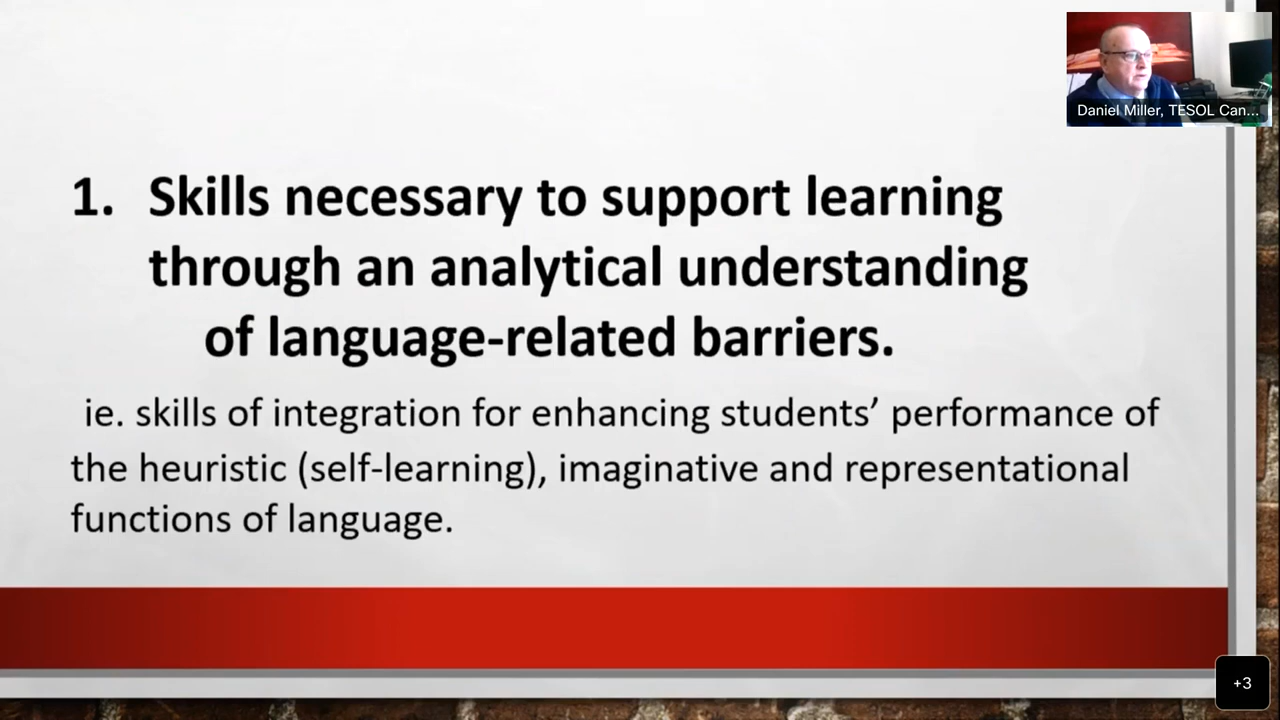 Daniel Miller, TESOL Can...
1. Skills necessary to support learning
through an analytical understanding
of language-related barriers.
ie. skills of integration for enhancing students’ performance of
the heuristic (self-learning), imaginative and representational
functions of language.
+3